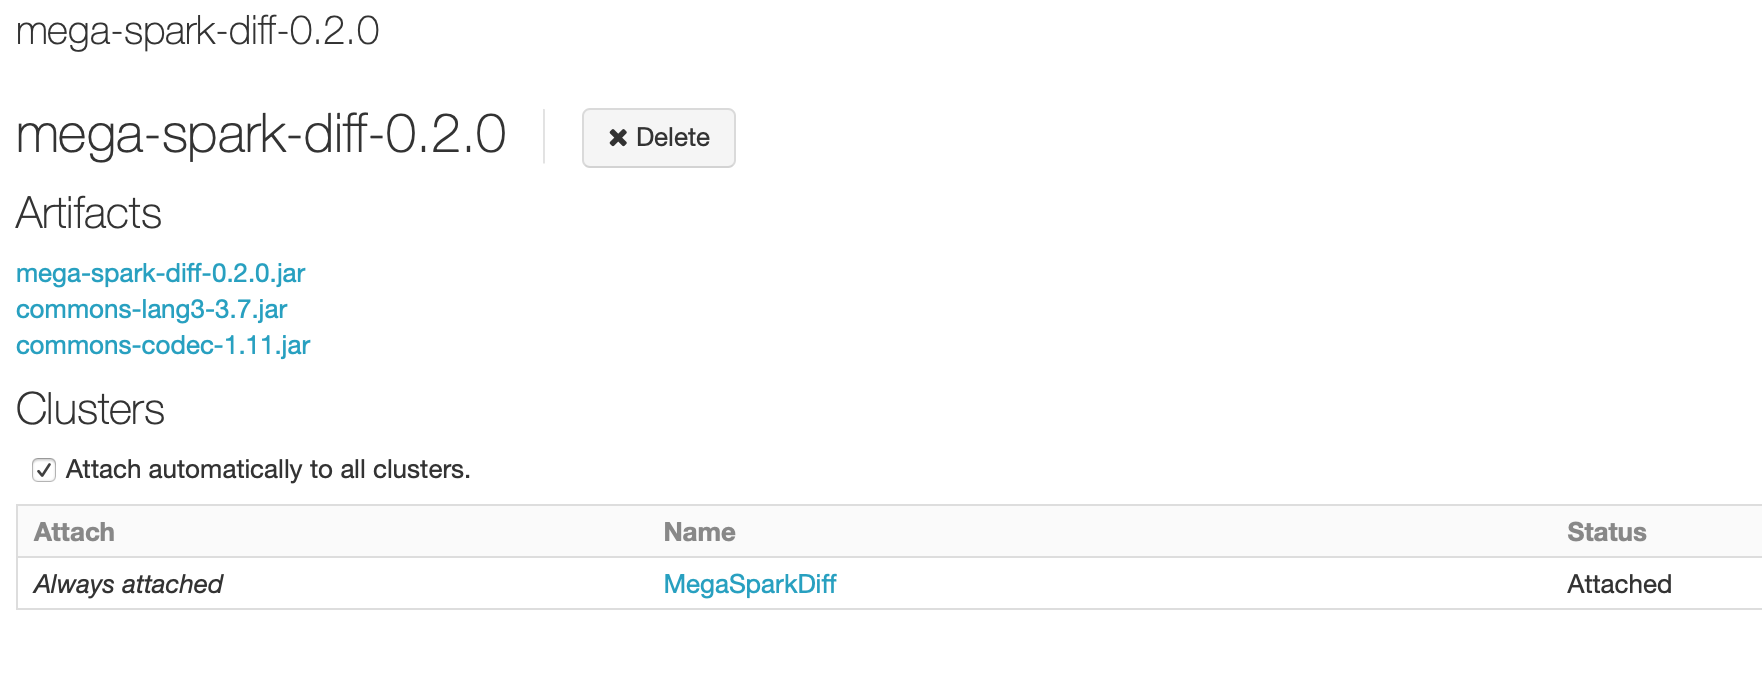 mega-spark-diff-0.2.0
mega-spark-diff-0.2.0
✖ Delete
Artifacts
mega-spark-diff-0.2.0.jar
commons-lang3-3.7.jar
commons-codec-1.11.jar
Clusters
Attach automatically to all clusters.
Attach Name Status
Always attached MegaSparkDiff Attached